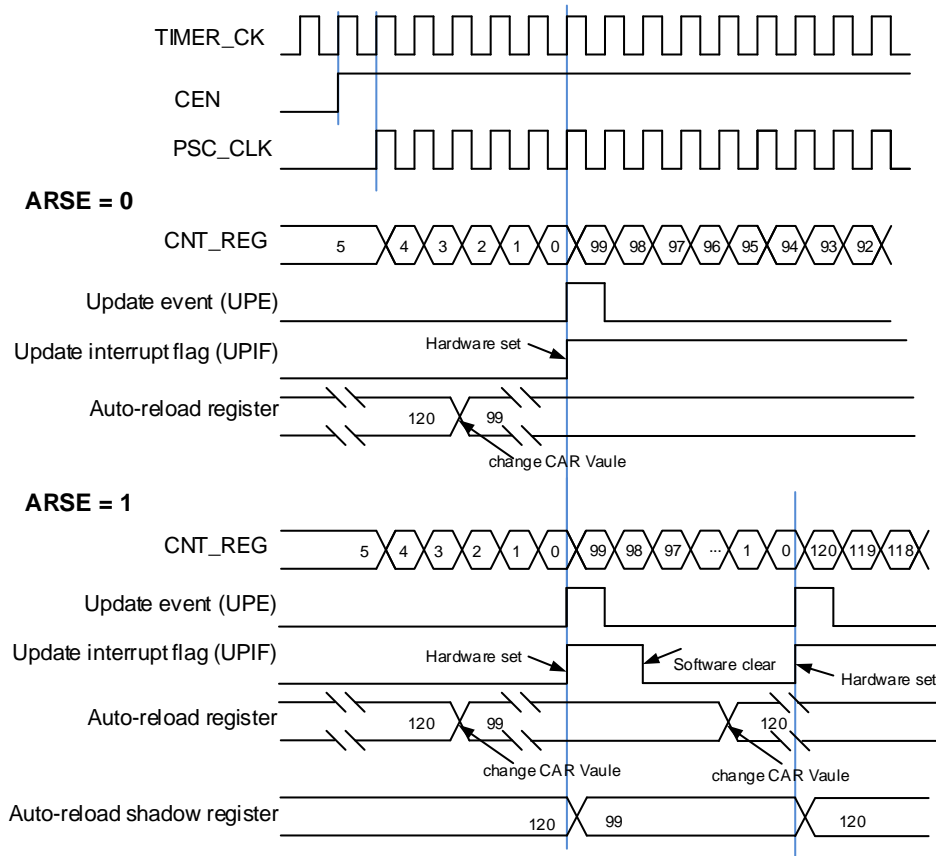 TIMER_CK
CEN
PSC_CLK
ARSE = 0
CNT_REG 5 4 3 2 1 0 99 98 97 96 95 94 93 92
Update event (UPE)
Update interrupt flag (UPIF) Hardware set
Auto-reload register 120 99
change CAR Vaule
ARSE = 1
CNT_REG 5 4 3 2 1 0 99 98 97 ... 1 0 120 119 118
Update event (UPE)
Update interrupt flag (UPIF) Hardware set Software clear Hardware set
Auto-reload register 120 99 120
change CAR Vaule change CAR Vaule
Auto-reload shadow register 120 99 120